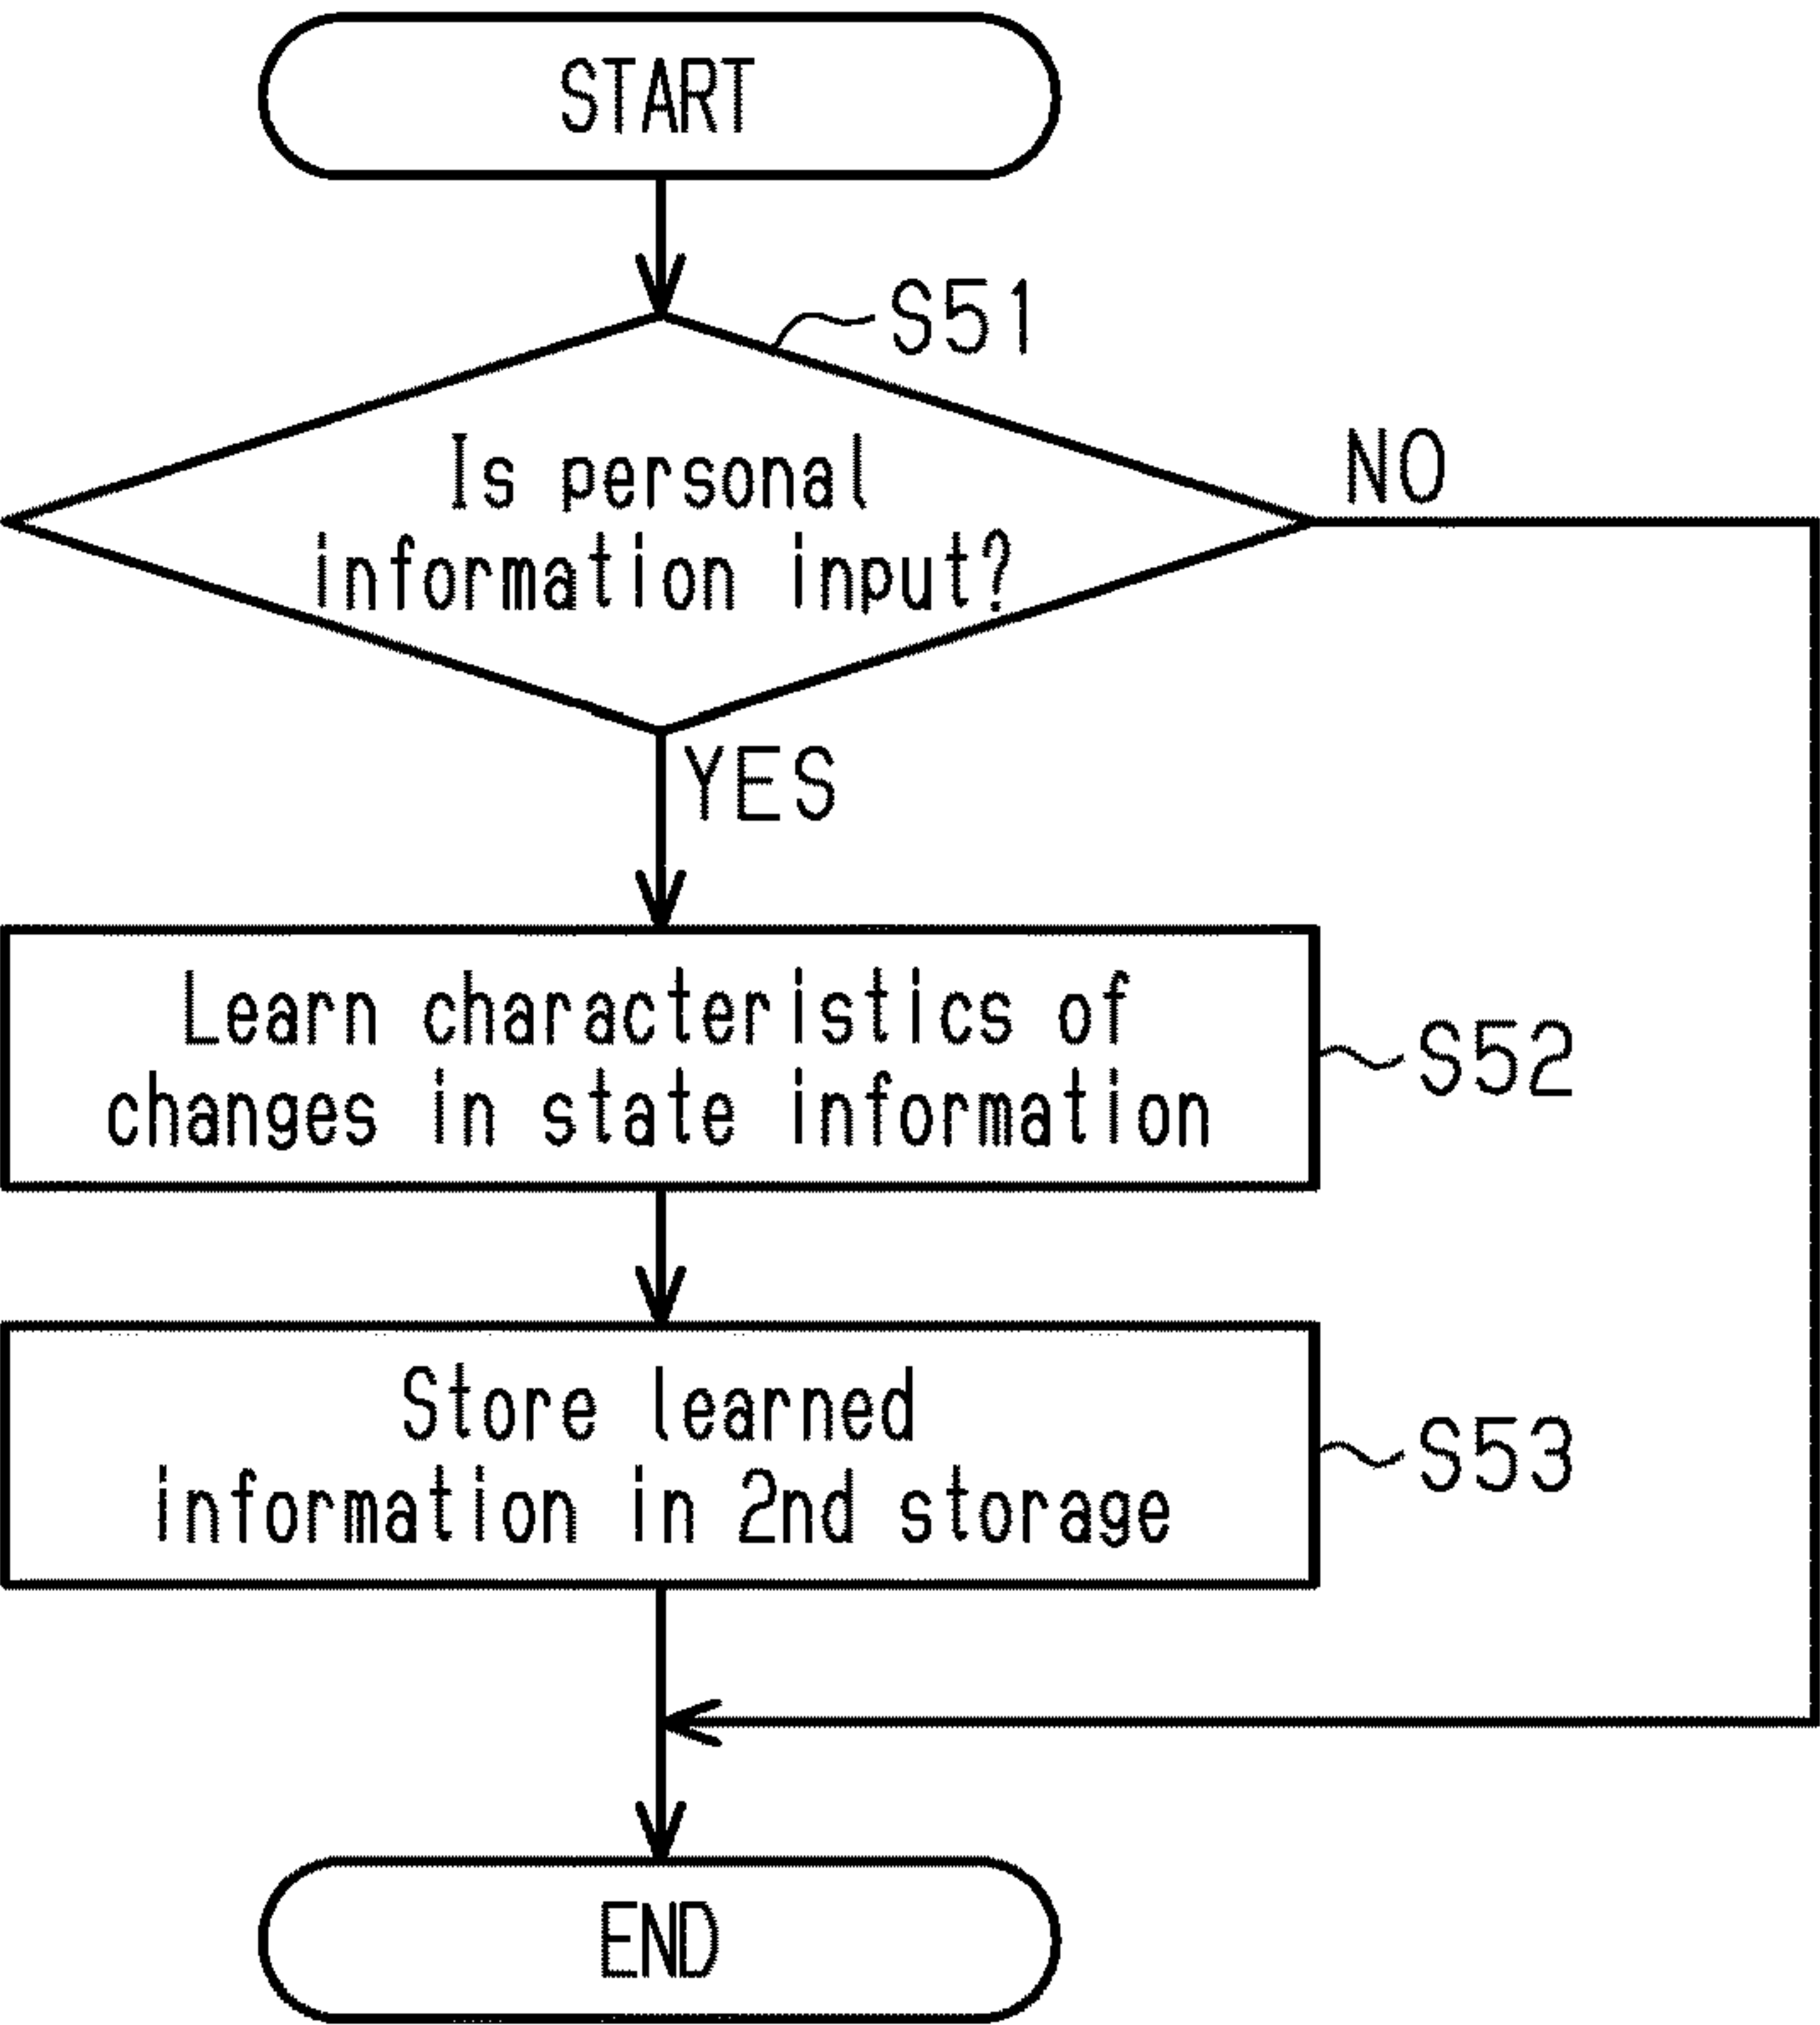 START
S51
Is personal
information input?
NO
YES
Learn characteristics of
changes in state information
S52
Store learned
information in 2nd storage
S53
END